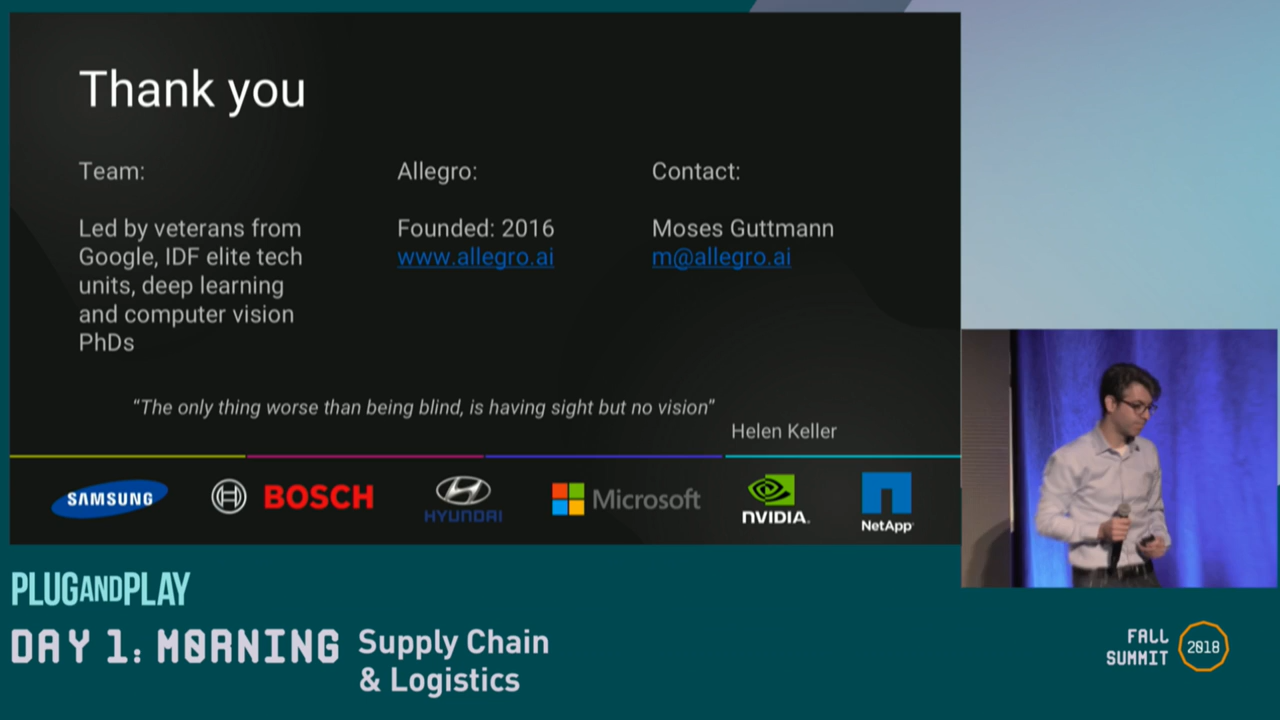 Thank you
Team:
Led by veterans from
Google, IDF elite tech
units, deep learning
and computer vision
PhDs
Allegro:
Founded: 2016
www.allegro.ai
Contact:
Moses Guttmann
m@allegro.ai
“The only thing worse than being blind, is having sight but no vision”
Helen Keller
SAMSUNG
BOSCH
HYUNDAI
Microsoft
NVIDIA.
NetApp
PLUGANDPLAY
DAY 1: MORNING
Supply Chain
& Logistics
FALL
SUMMIT
2018